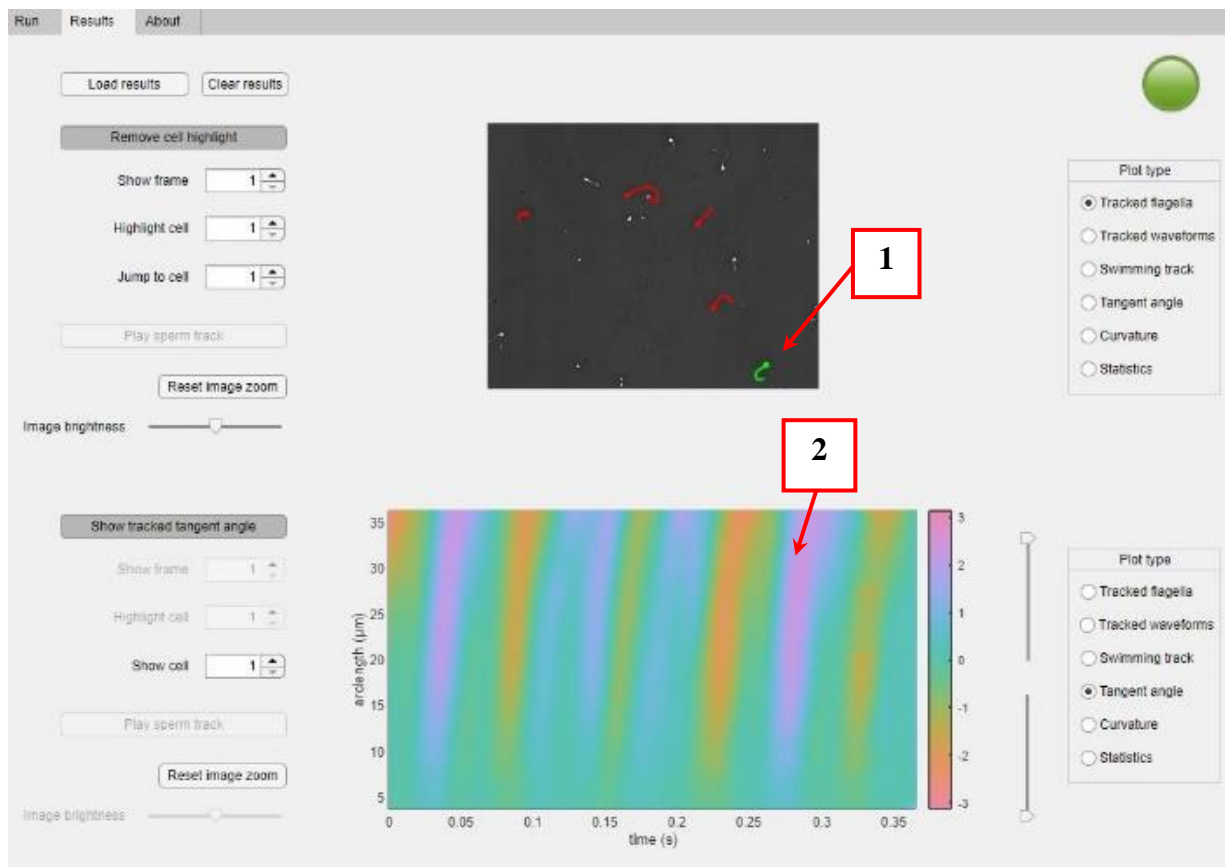 Run Results About
Load results Clear results
Remove cell highlight
Show frame 1
Highlight cell 1
Jump to cell 1
Play sperm track
Reset image zoom
Image brightness
1
Plot type
Tracked flagella
Tracked waveforms
Swimming track
Tangent angle
Curvature
Statistics
2
Show tracked tangent angle
Show frame 1
Highlight cell 1
Show cell 1
Play sperm track
Reset image zoom
Image brightness
arclength (µm)
35
30
25
20
15
10
5
0 0.05 0.1 0.15 0.2 0.25 0.3 0.35
time (s)
3
2
1
0
-1
-2
-3
Plot type
Tracked flagella
Tracked waveforms
Swimming track
Tangent angle
Curvature
Statistics